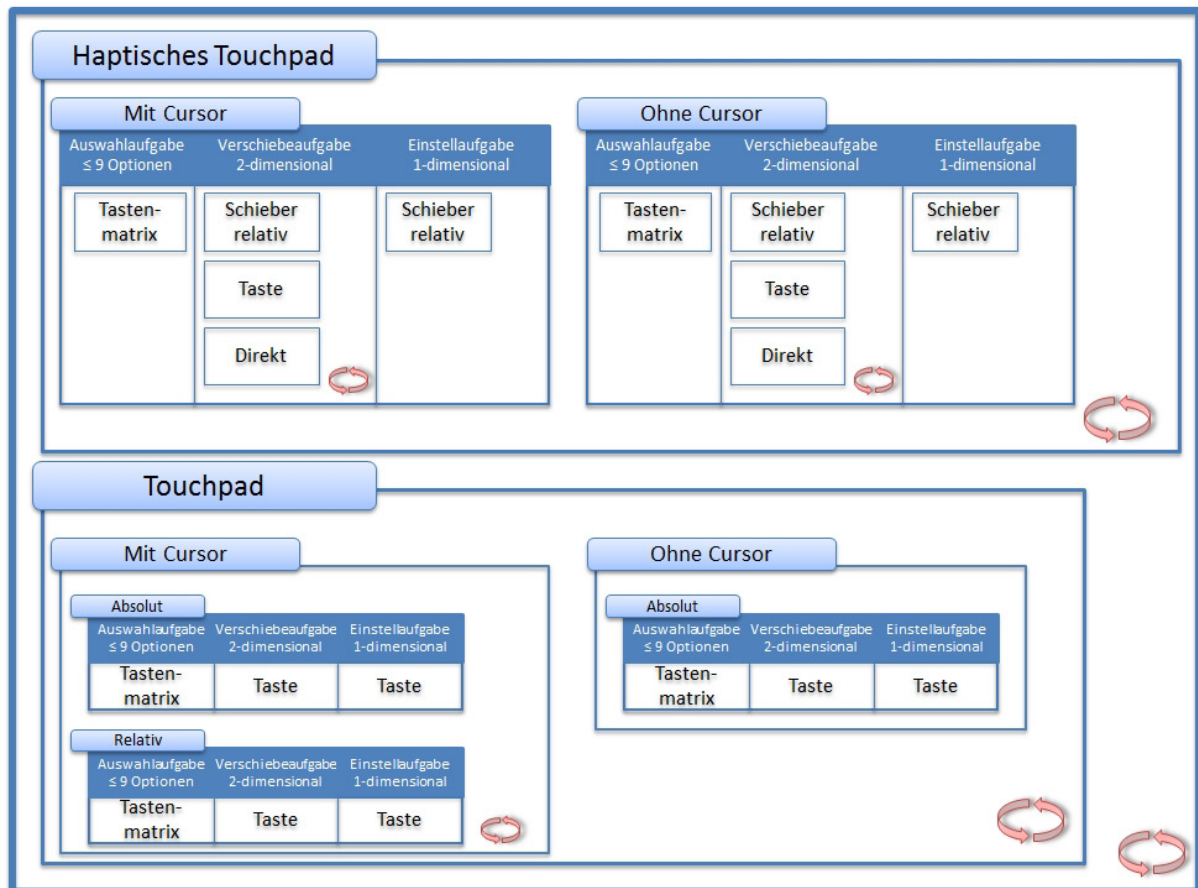 Haptisches Touchpad
Mit Cursor
Auswahlaufgabe
≤ 9 Optionen
Verschiebeaufgabe
2-dimensional
Einstellaufgabe
1-dimensional
Tasten-
matrix
Schieber
relativ
Taste
Direkt
Schieber
relativ
Ohne Cursor
Auswahlaufgabe
≤ 9 Optionen
Verschiebeaufgabe
2-dimensional
Einstellaufgabe
1-dimensional
Tasten-
matrix
Schieber
relativ
Taste
Direkt
Schieber
relativ
Touchpad
Mit Cursor
Absolut
Auswahlaufgabe
≤ 9 Optionen
Verschiebeaufgabe
2-dimensional
Einstellaufgabe
1-dimensional
Tasten-
matrix
Taste
Taste
Relativ
Auswahlaufgabe
≤ 9 Optionen
Verschiebeaufgabe
2-dimensional
Einstellaufgabe
1-dimensional
Tasten-
matrix
Taste
Taste
Ohne Cursor
Absolut
Auswahlaufgabe
≤ 9 Optionen
Verschiebeaufgabe
2-dimensional
Einstellaufgabe
1-dimensional
Tasten-
matrix
Taste
Taste